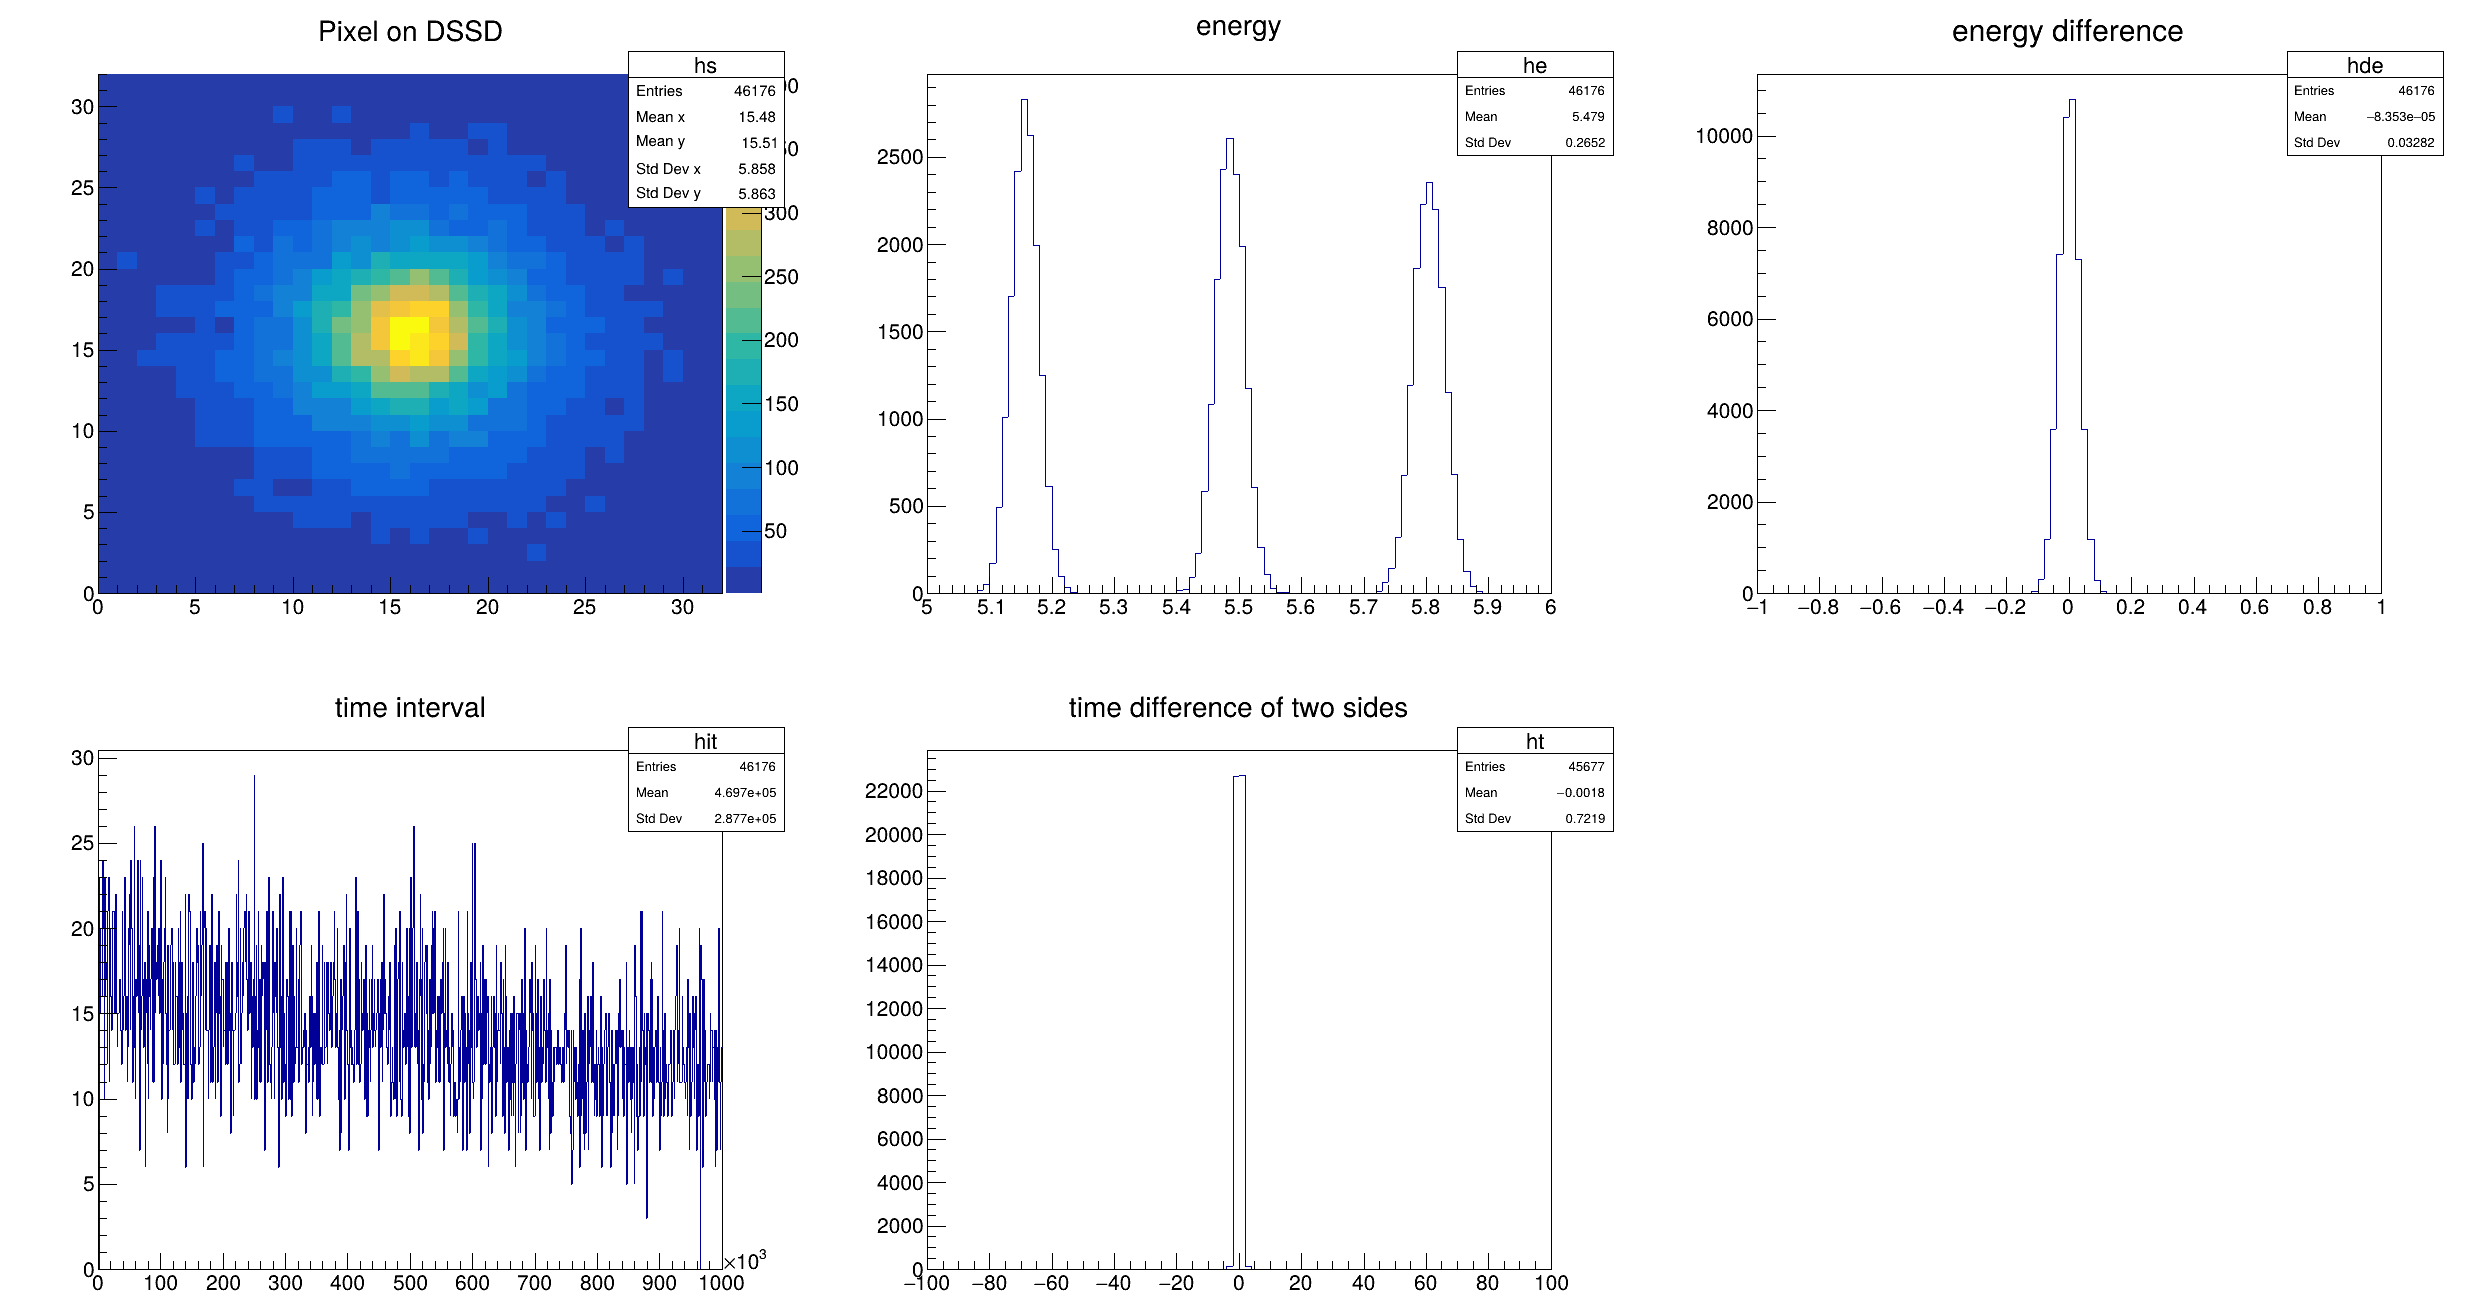 Pixel on DSSD
hs
Entries 46176
Mean x 15.48
Mean y 15.51
Std Dev x 5.858
Std Dev y 5.863
30
25
20
15
10
5
0
0 5 10 15 20 25 30
300
250
200
150
100
50
energy
he
Entries 46176
Mean 5.479
Std Dev 0.2652
2500
2000
1500
1000
500
0
5 5.1 5.2 5.3 5.4 5.5 5.6 5.7 5.8 5.9 6
energy difference
hde
Entries 46176
Mean −8.353e−05
Std Dev 0.03282
10000
8000
6000
4000
2000
0
−1 −0.8 −0.6 −0.4 −0.2 0 0.2 0.4 0.6 0.8 1
time interval
hit
Entries 46176
Mean 4.697e+05
Std Dev 2.877e+05
30
25
20
15
10
5
0
×10³
0 100 200 300 400 500 600 700 800 900 1000
time difference of two sides
ht
Entries 45677
Mean −0.0018
Std Dev 0.7219
22000
20000
18000
16000
14000
12000
10000
8000
6000
4000
2000
0
−100 −80 −60 −40 −20 0 20 40 60 80 100